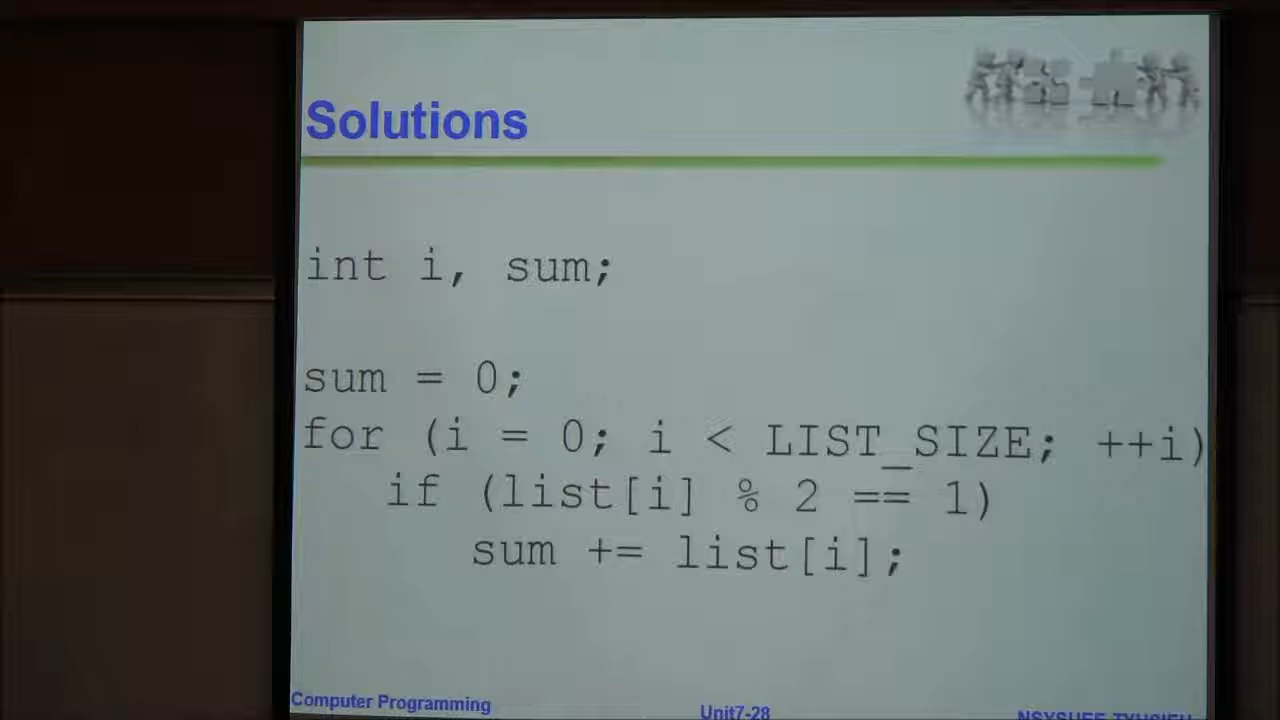 Solutions
int i, sum;
sum = 0;
for (i = 0; i < LIST_SIZE; ++i)
if (list[i] % 2 == 1)
sum += list[i];
Computer Programming
Unit7-28